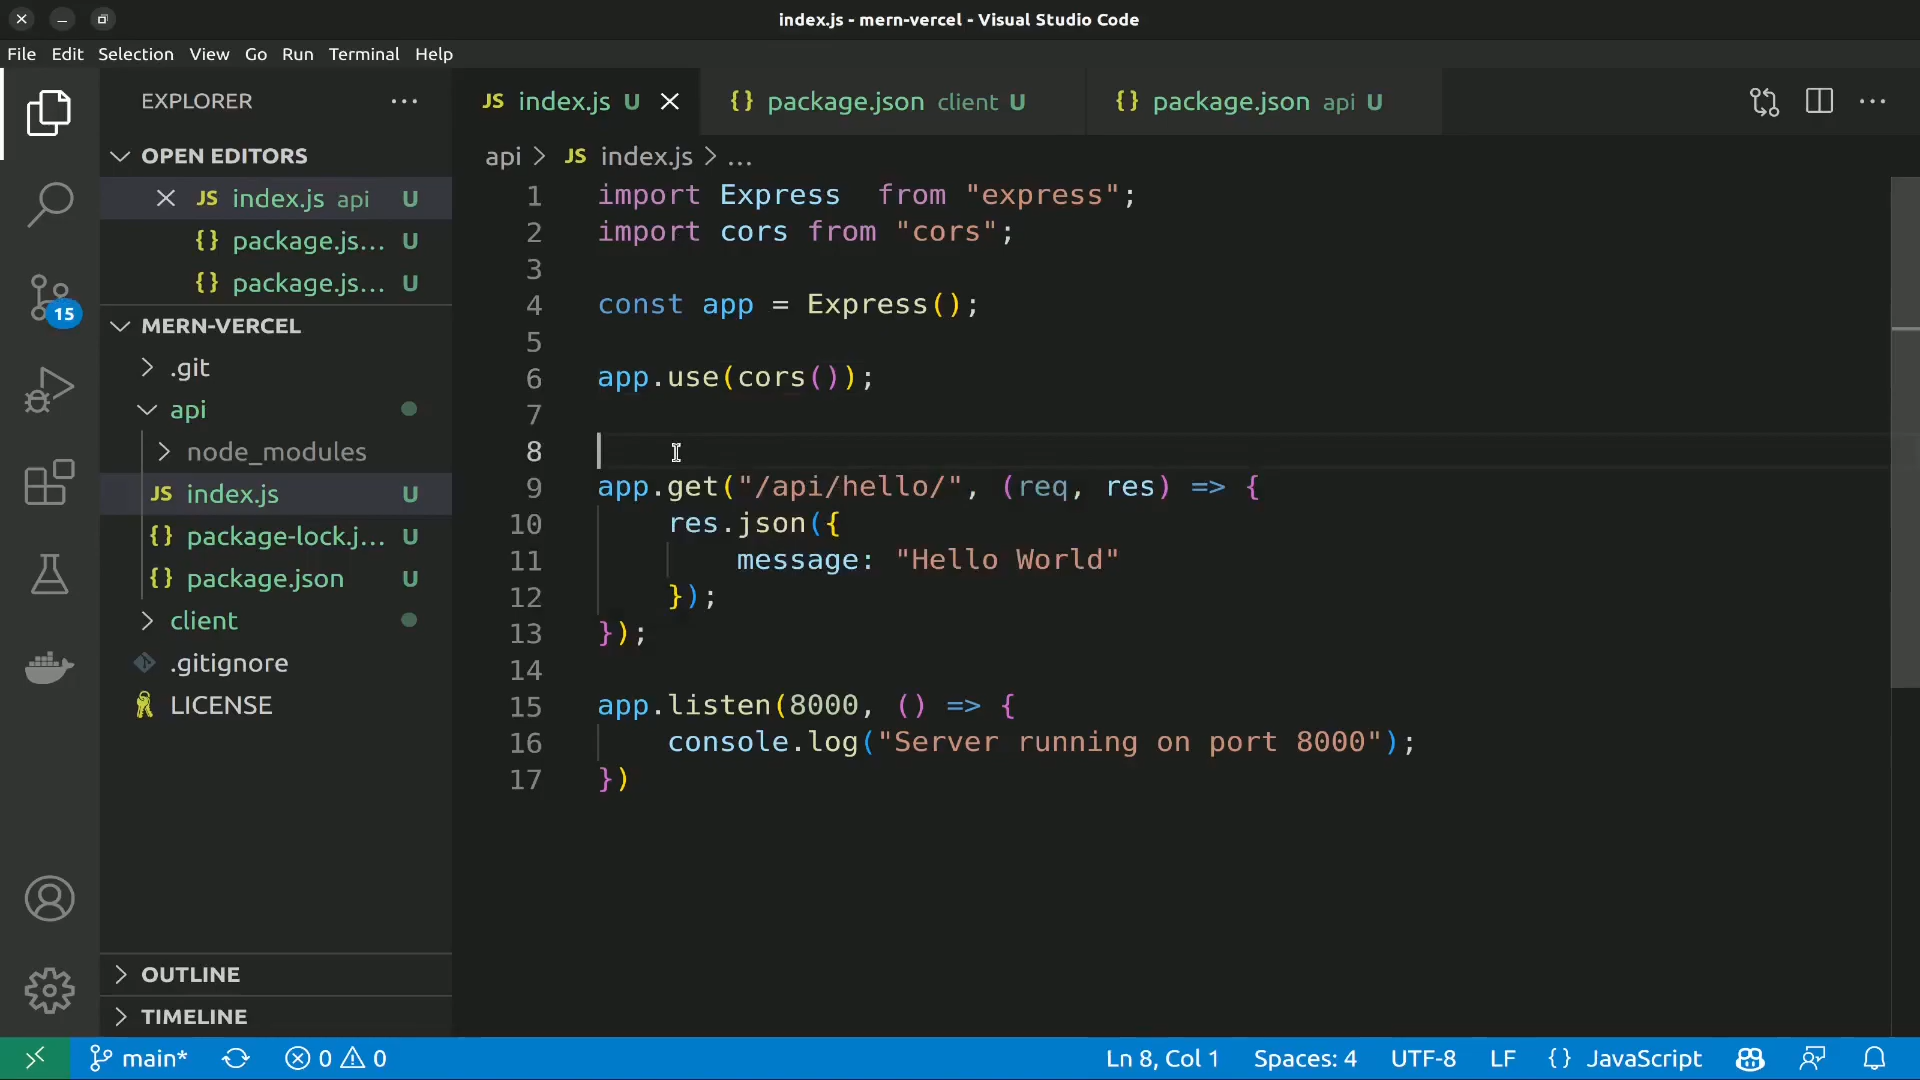 index.js - mern-vercel - Visual Studio Code
File Edit Selection View Go Run Terminal Help
EXPLORER
OPEN EDITORS
JS index.js api U
{} package.js... U
{} package.js... U
MERN-VERCEL
.git
api
node_modules
JS index.js U
{} package-lock.j... U
{} package.json U
client
.gitignore
LICENSE
OUTLINE
TIMELINE
15
JS index.js U
{} package.json client U
{} package.json api U
api > JS index.js > ...
1 import Express  from "express";
2 import cors from "cors";
3
4 const app = Express();
5
6 app.use(cors());
7
8
9 app.get("/api/hello/", (req, res) => {
10     res.json({
11         message: "Hello World"
12     });
13 });
14
15 app.listen(8000, () => {
16     console.log("Server running on port 8000");
17 })
main* 0 0 Ln 8, Col 1 Spaces: 4 UTF-8 LF {} JavaScript